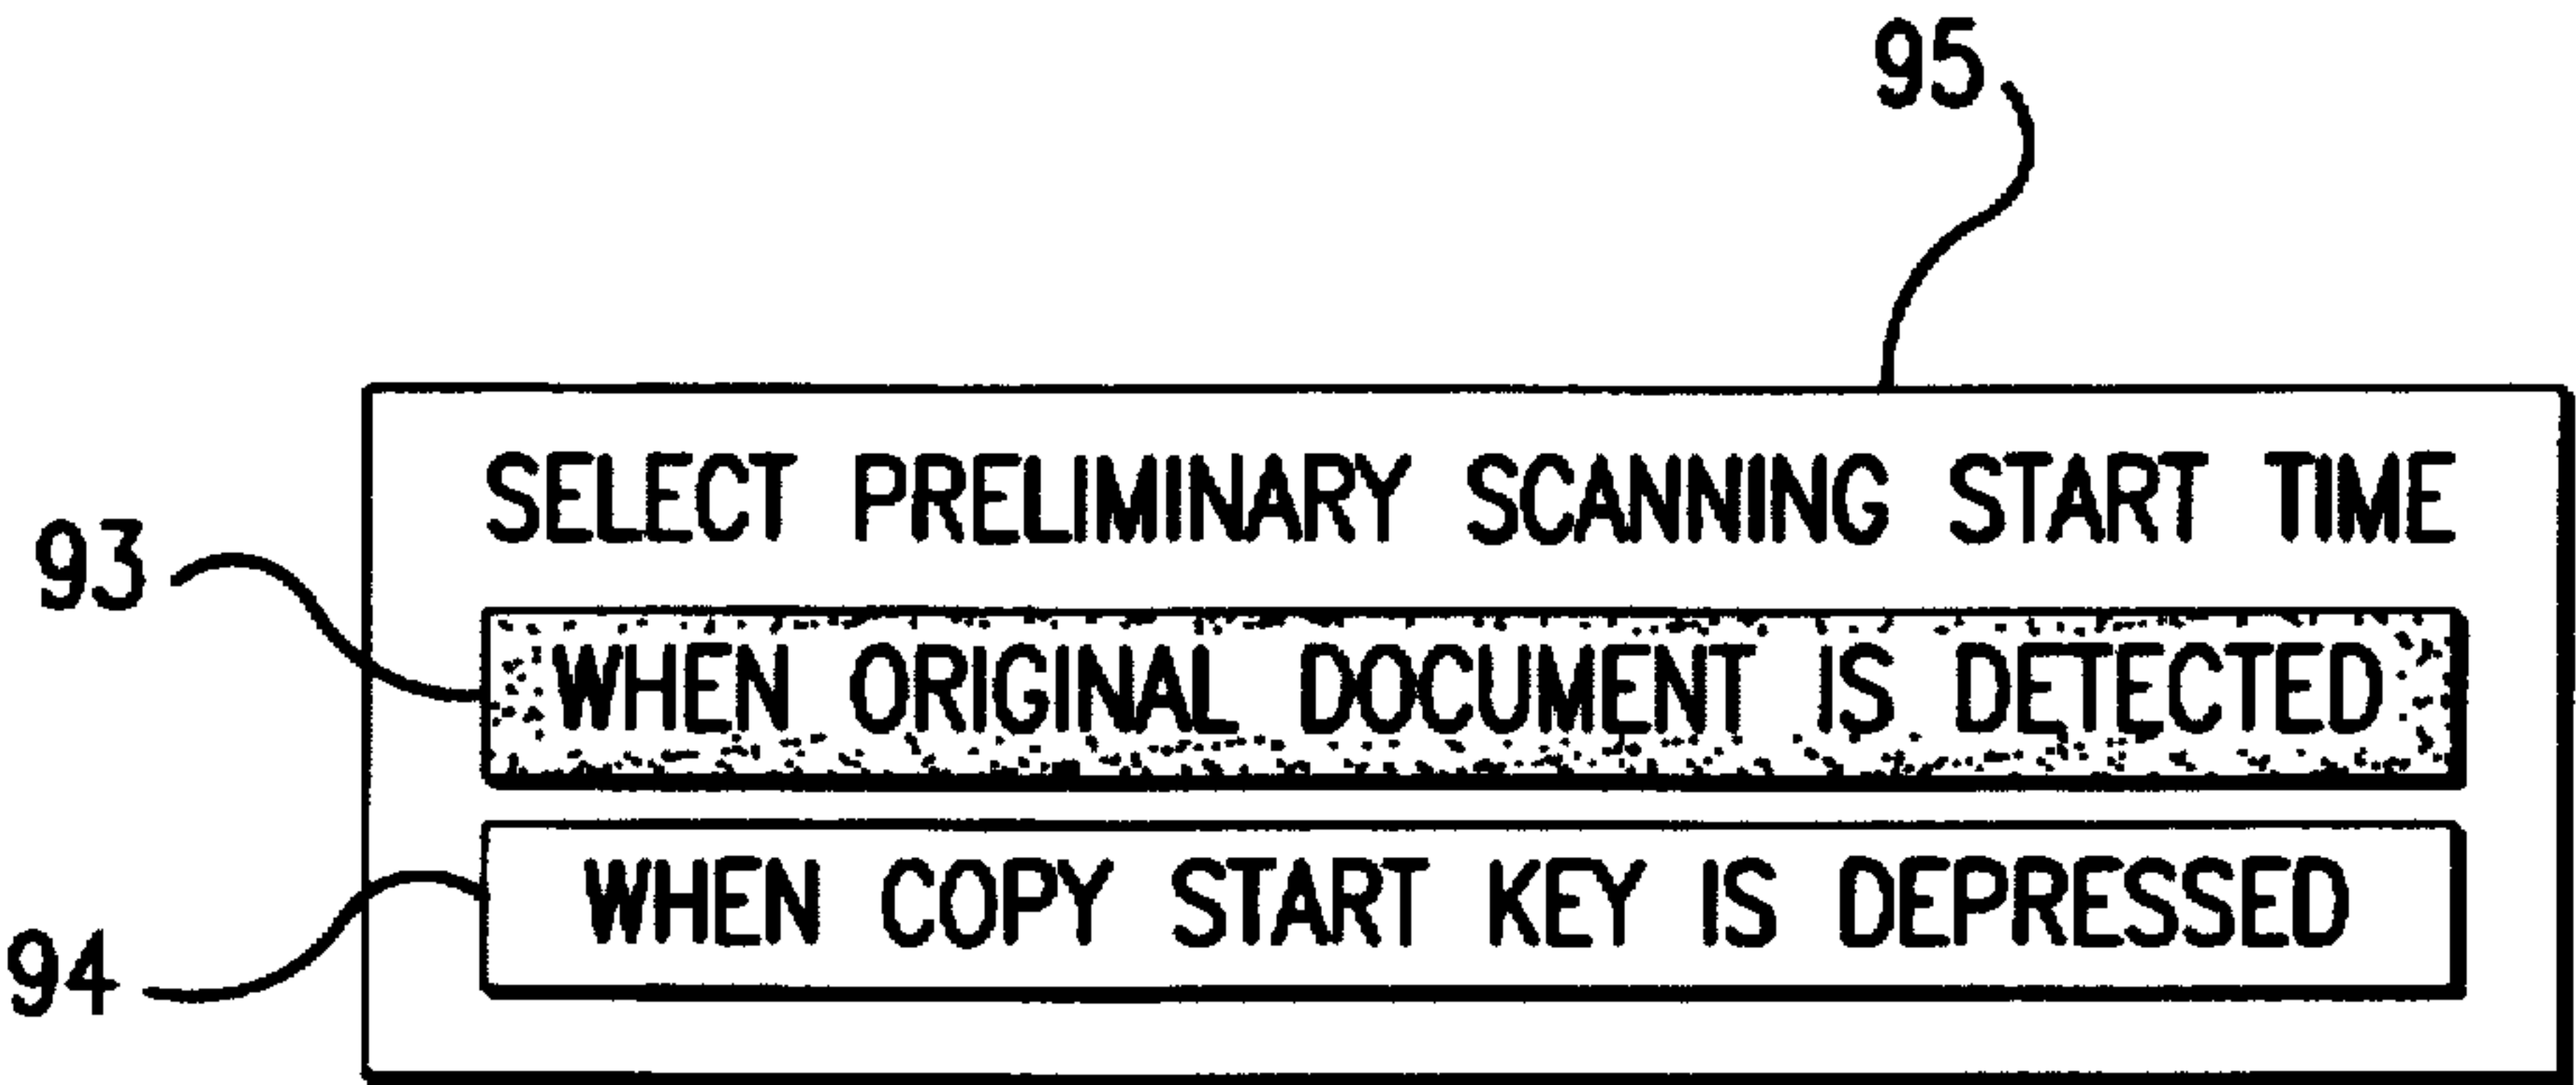 95
SELECT PRELIMINARY SCANNING START TIME
93
WHEN ORIGINAL DOCUMENT IS DETECTED
WHEN COPY START KEY IS DEPRESSED
94